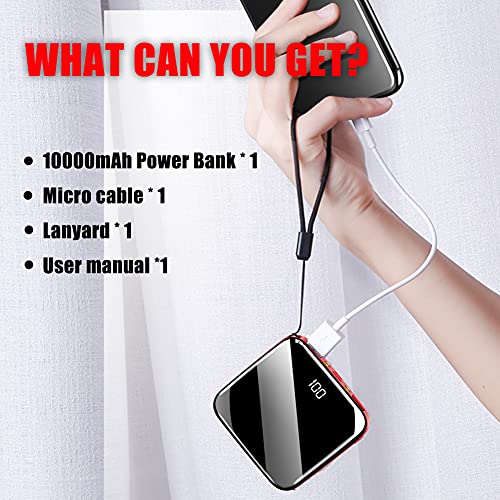 WHAT CAN YOU GET?
• 10000mAh Power Bank * 1
• Micro cable * 1
• Lanyard * 1
• User manual *1
100